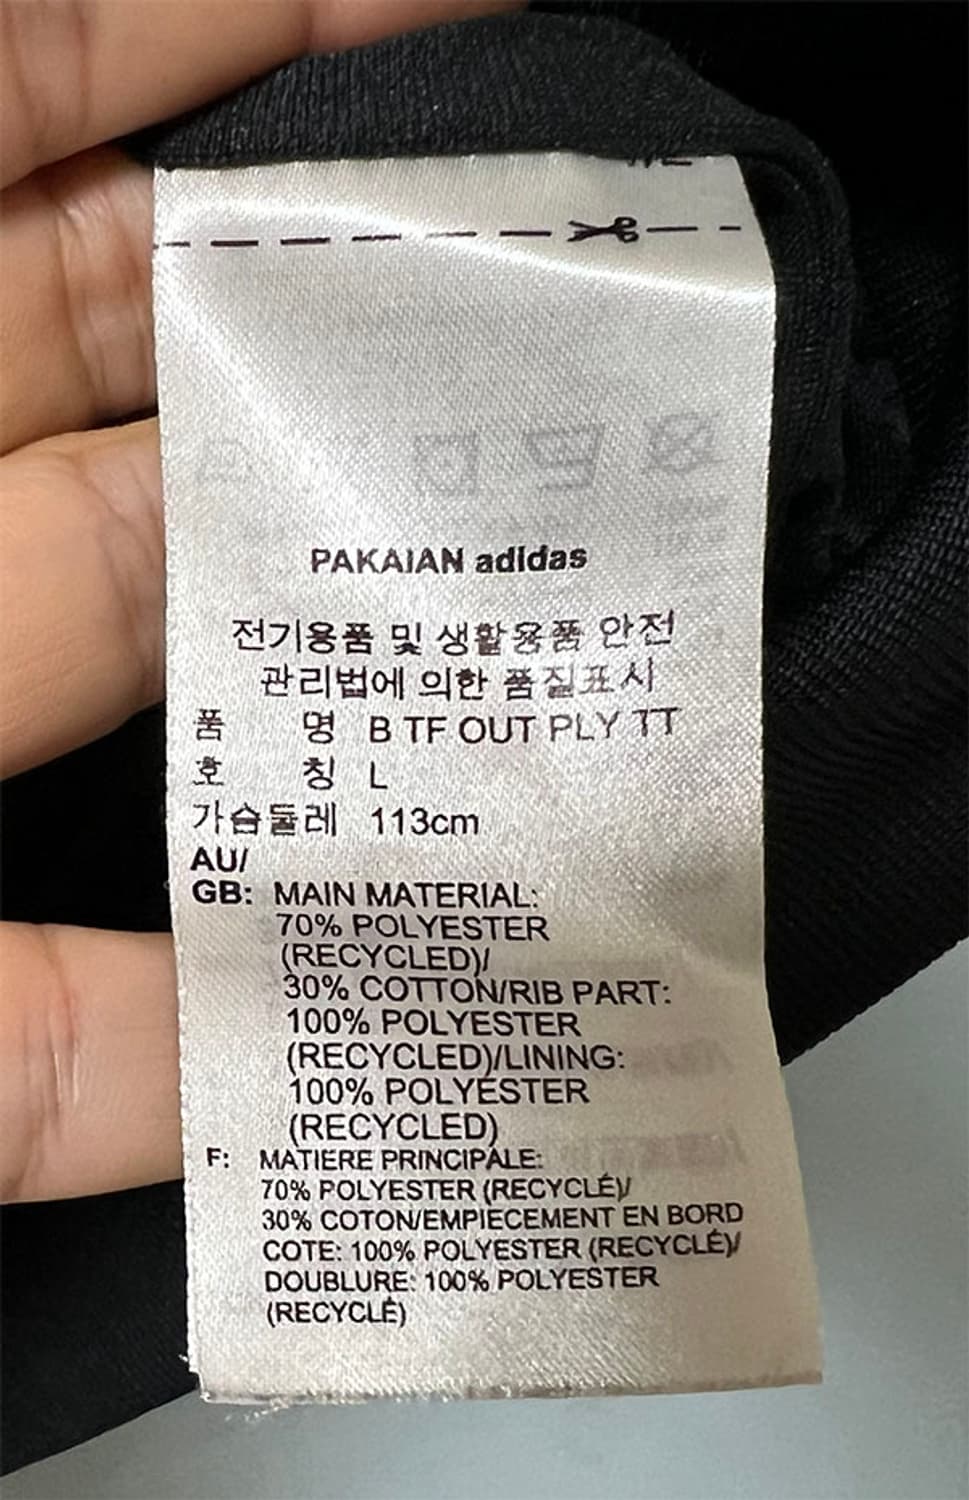 PAKAIAN adidas
전기용품 및 생활용품 안전
관리법에 의한 품질표시
품 명 B TF OUT PLY TT
호 칭 L
가슴둘레 113cm
AU/
GB: MAIN MATERIAL:
70% POLYESTER
(RECYCLED)/
30% COTTON/RIB PART:
100% POLYESTER
(RECYCLED)/LINING:
100% POLYESTER
(RECYCLED)
F: MATIERE PRINCIPALE:
70% POLYESTER (RECYCLÉ)/
30% COTON/EMPIECEMENT EN BORD
COTE: 100% POLYESTER (RECYCLÉ)/
DOUBLURE: 100% POLYESTER
(RECYCLÉ)